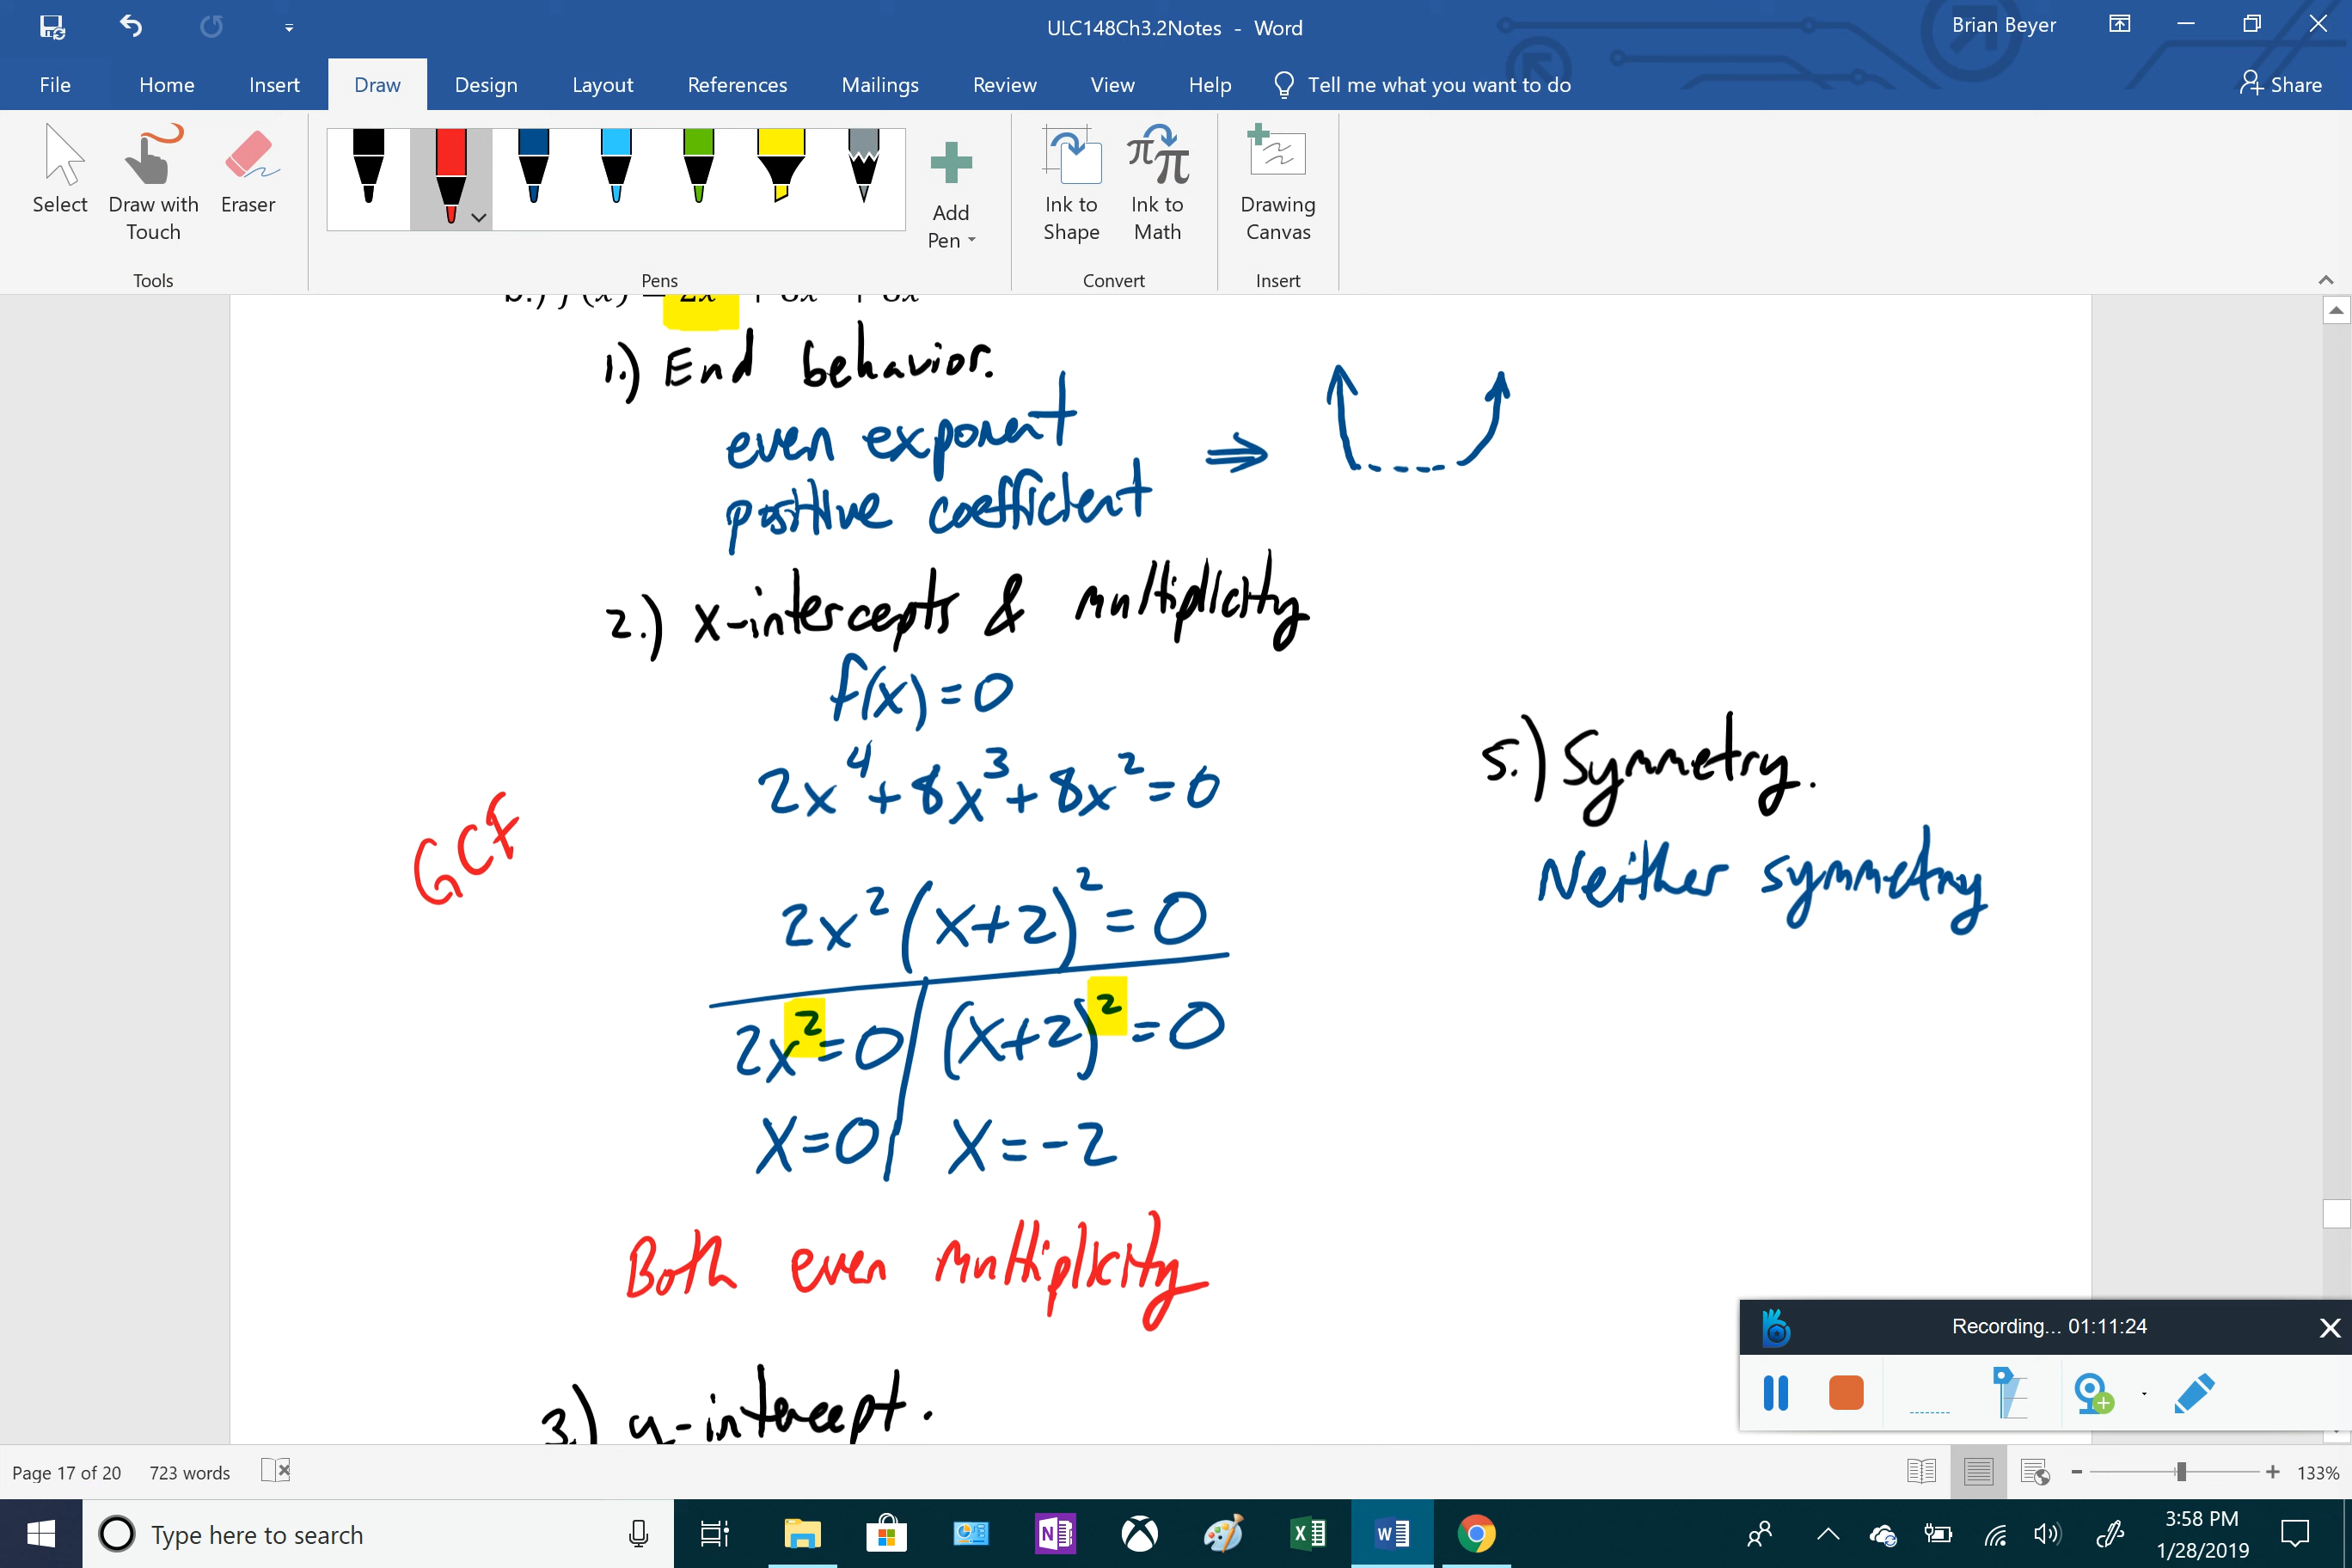 ULC148Ch3.2Notes - Word
Brian Beyer
File Home Insert Draw Design Layout References Mailings Review View Help Tell me what you want to do Share
Select Draw with Touch Eraser Add Pen Ink to Shape Ink to Math Drawing Canvas
Tools Pens Convert Insert
1.) End behavior.
even exponent
positive coefficient ⇒
2.) x-intercepts & multiplicity
f(x)=0
2x⁴+8x³+8x²=0
GCF
2x²(x+2)²=0
2x²=0 (x+2)²=0
x=0 x=-2
Both even multiplicity
3.) y-intercept.
5.) Symmetry.
Neither symmetry
Recording... 01:11:24
Page 17 of 20 723 words 133%
Type here to search
3:58 PM
1/28/2019